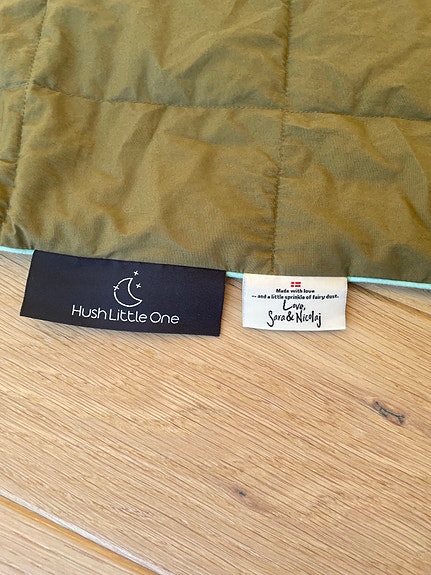 Hush Little One
Made with love
— and a little sprinkle of fairy dust.
Love,
Sara & Nicolaj